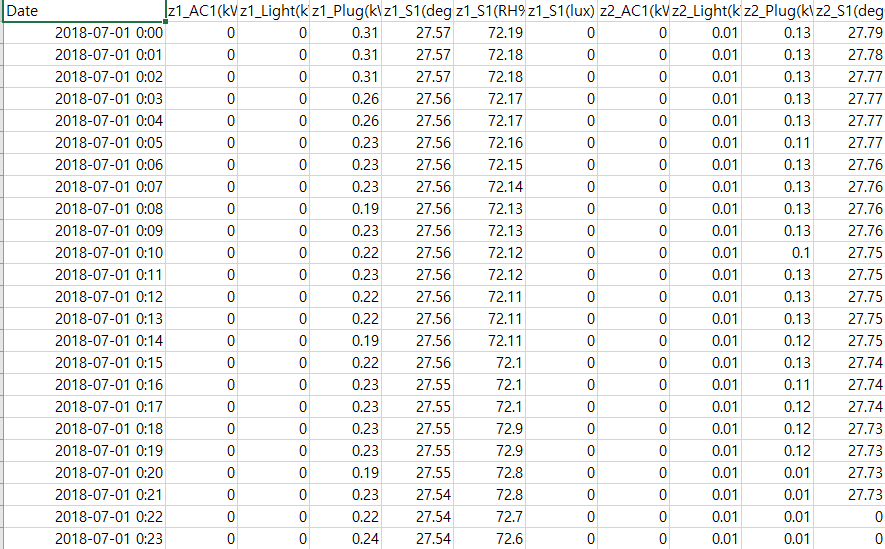 Date z1_AC1(kW z1_Light(k z1_Plug(k\ z1_S1(deg z1_S1(RH% z1_S1(lux) z2_AC1(kW z2_Light(k z2_Plug(k\ z2_S1(deg
2018-07-01 0:00 0 0 0.31 27.57 72.19 0 0 0.01 0.13 27.79
2018-07-01 0:01 0 0 0.31 27.57 72.18 0 0 0.01 0.13 27.78
2018-07-01 0:02 0 0 0.31 27.57 72.18 0 0 0.01 0.13 27.77
2018-07-01 0:03 0 0 0.26 27.56 72.17 0 0 0.01 0.13 27.77
2018-07-01 0:04 0 0 0.26 27.56 72.17 0 0 0.01 0.13 27.77
2018-07-01 0:05 0 0 0.23 27.56 72.16 0 0 0.01 0.11 27.77
2018-07-01 0:06 0 0 0.23 27.56 72.15 0 0 0.01 0.13 27.76
2018-07-01 0:07 0 0 0.23 27.56 72.14 0 0 0.01 0.13 27.76
2018-07-01 0:08 0 0 0.19 27.56 72.13 0 0 0.01 0.13 27.76
2018-07-01 0:09 0 0 0.23 27.56 72.13 0 0 0.01 0.13 27.76
2018-07-01 0:10 0 0 0.22 27.56 72.12 0 0 0.01 0.1 27.75
2018-07-01 0:11 0 0 0.23 27.56 72.12 0 0 0.01 0.13 27.75
2018-07-01 0:12 0 0 0.22 27.56 72.11 0 0 0.01 0.13 27.75
2018-07-01 0:13 0 0 0.22 27.56 72.11 0 0 0.01 0.13 27.75
2018-07-01 0:14 0 0 0.19 27.56 72.11 0 0 0.01 0.12 27.75
2018-07-01 0:15 0 0 0.22 27.56 72.1 0 0 0.01 0.13 27.74
2018-07-01 0:16 0 0 0.23 27.55 72.1 0 0 0.01 0.11 27.74
2018-07-01 0:17 0 0 0.23 27.55 72.1 0 0 0.01 0.12 27.74
2018-07-01 0:18 0 0 0.23 27.55 72.9 0 0 0.01 0.12 27.73
2018-07-01 0:19 0 0 0.23 27.55 72.9 0 0 0.01 0.12 27.73
2018-07-01 0:20 0 0 0.19 27.55 72.8 0 0 0.01 0.01 27.73
2018-07-01 0:21 0 0 0.23 27.54 72.8 0 0 0.01 0.01 27.73
2018-07-01 0:22 0 0 0.22 27.54 72.7 0 0 0.01 0.01 0
2018-07-01 0:23 0 0 0.24 27.54 72.6 0 0 0.01 0.01 0